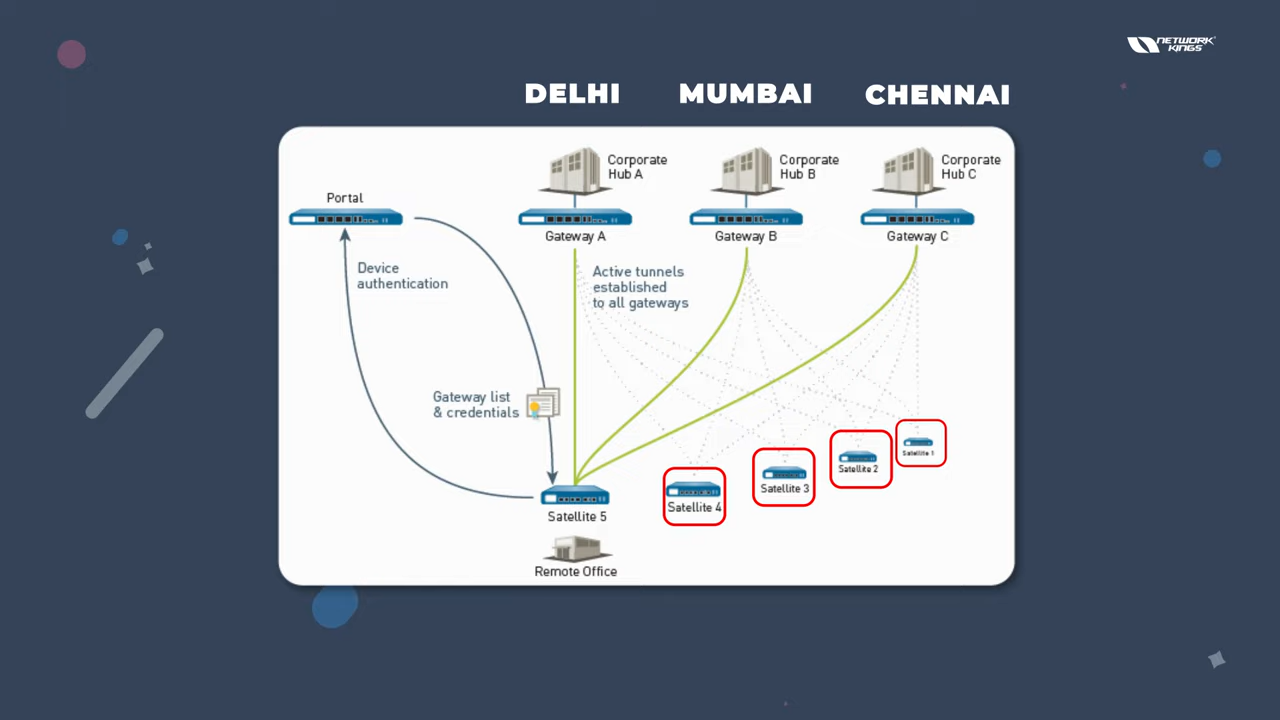 NETWORK
KINGS
DELHI
MUMBAI
CHENNAI
Corporate
Hub A
Corporate
Hub B
Corporate
Hub C
Portal
Gateway A
Gateway B
Gateway C
Device
authentication
Active tunnels
established
to all gateways
Gateway list
& credentials
Satellite 1
Satellite 2
Satellite 3
Satellite 4
Satellite 5
Remote Office